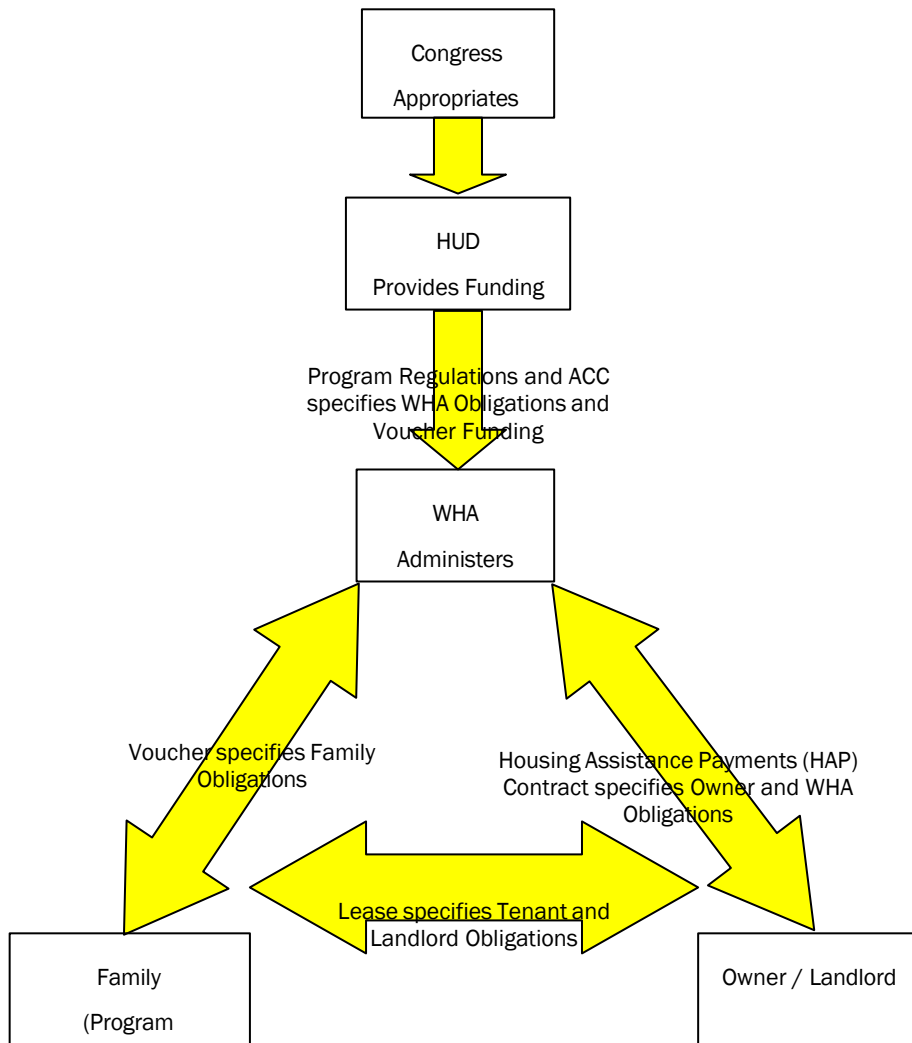 Congress
Appropriates
HUD
Provides Funding
Program Regulations and ACC
specifies WHA Obligations and
Voucher Funding
WHA
Administers
Voucher specifies Family
Obligations
Housing Assistance Payments (HAP)
Contract specifies Owner and WHA
Obligations
Lease specifies Tenant and
Landlord Obligations
Family
(Program
Owner / Landlord